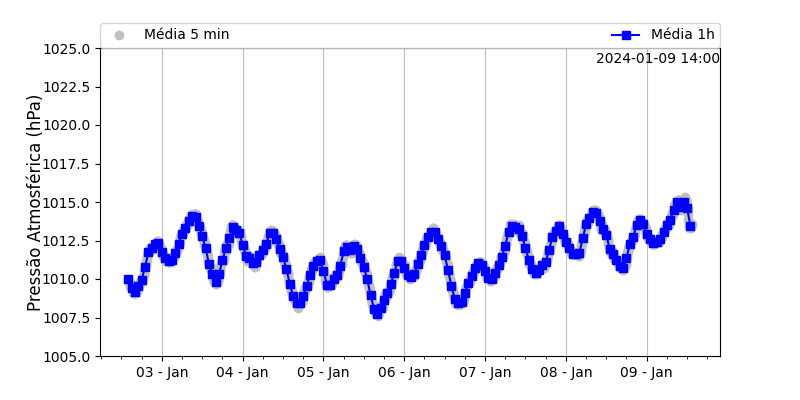 Média 5 min
Média 1h
2024-01-09 14:00
Pressão Atmosférica (hPa)
1025.0
1022.5
1020.0
1017.5
1015.0
1012.5
1010.0
1007.5
1005.0
03 - Jan
04 - Jan
05 - Jan
06 - Jan
07 - Jan
08 - Jan
09 - Jan